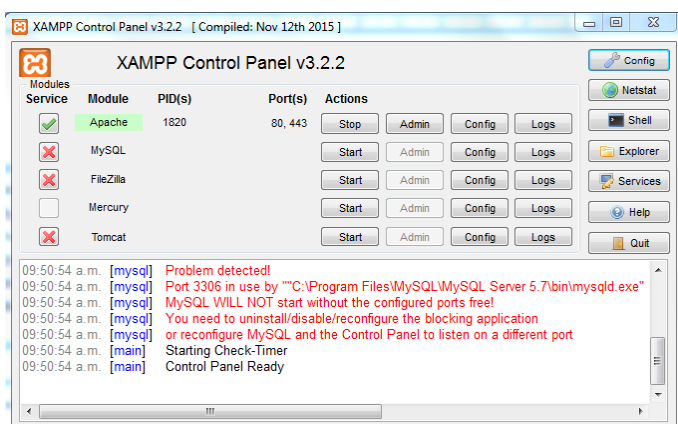 XAMPP Control Panel v3.2.2 [ Compiled: Nov 12th 2015 ]
XAMPP Control Panel v3.2.2
Config
Modules
Service Module PID(s) Port(s) Actions
Netstat
Apache 1820 80, 443 Stop Admin Config Logs
Shell
MySQL Start Admin Config Logs
Explorer
FileZilla Start Admin Config Logs
Services
Mercury Start Admin Config Logs
Help
Tomcat Start Admin Config Logs
Quit
09:50:54 a.m. [mysql] Problem detected!
09:50:54 a.m. [mysql] Port 3306 in use by ""C:\Program Files\MySQL\MySQL Server 5.7\bin\mysqld.exe"
09:50:54 a.m. [mysql] MySQL WILL NOT start without the configured ports free!
09:50:54 a.m. [mysql] You need to uninstall/disable/reconfigure the blocking application
09:50:54 a.m. [mysql] or reconfigure MySQL and the Control Panel to listen on a different port
09:50:54 a.m. [main] Starting Check-Timer
09:50:54 a.m. [main] Control Panel Ready